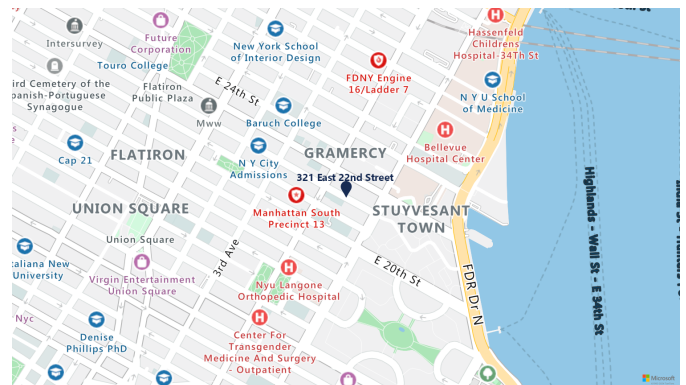 Hassenfeld
Childrens
Hospital-34Th St
Intersurvey
Future
Corporation
New York School
of Interior Design
Touro College
FDNY Engine
16/Ladder 7
ird Cemetery of the
panish-Portuguese
Synagogue
Flatiron
Public Plaza
E 24th St
N Y U School
of Medicine
Mww
Baruch College
Bellevue
Hospital Center
Cap 21
FLATIRON
N Y City
Admissions
GRAMERCY
321 East 22nd Street
UNION SQUARE
Manhattan South
Precinct 13
STUYVESANT
TOWN
Union Square
3rd Ave
taliana New
University
Virgin Entertainment
Union Square
Nyu Langone
Orthopedic Hospital
E 20th St
FDR Dr N
Highlands - Wall St - E 34th St
Nyc
Denise
Phillips PhD
Center For
Transgender
Medicine And Surgery
- Outpatient
Microsoft